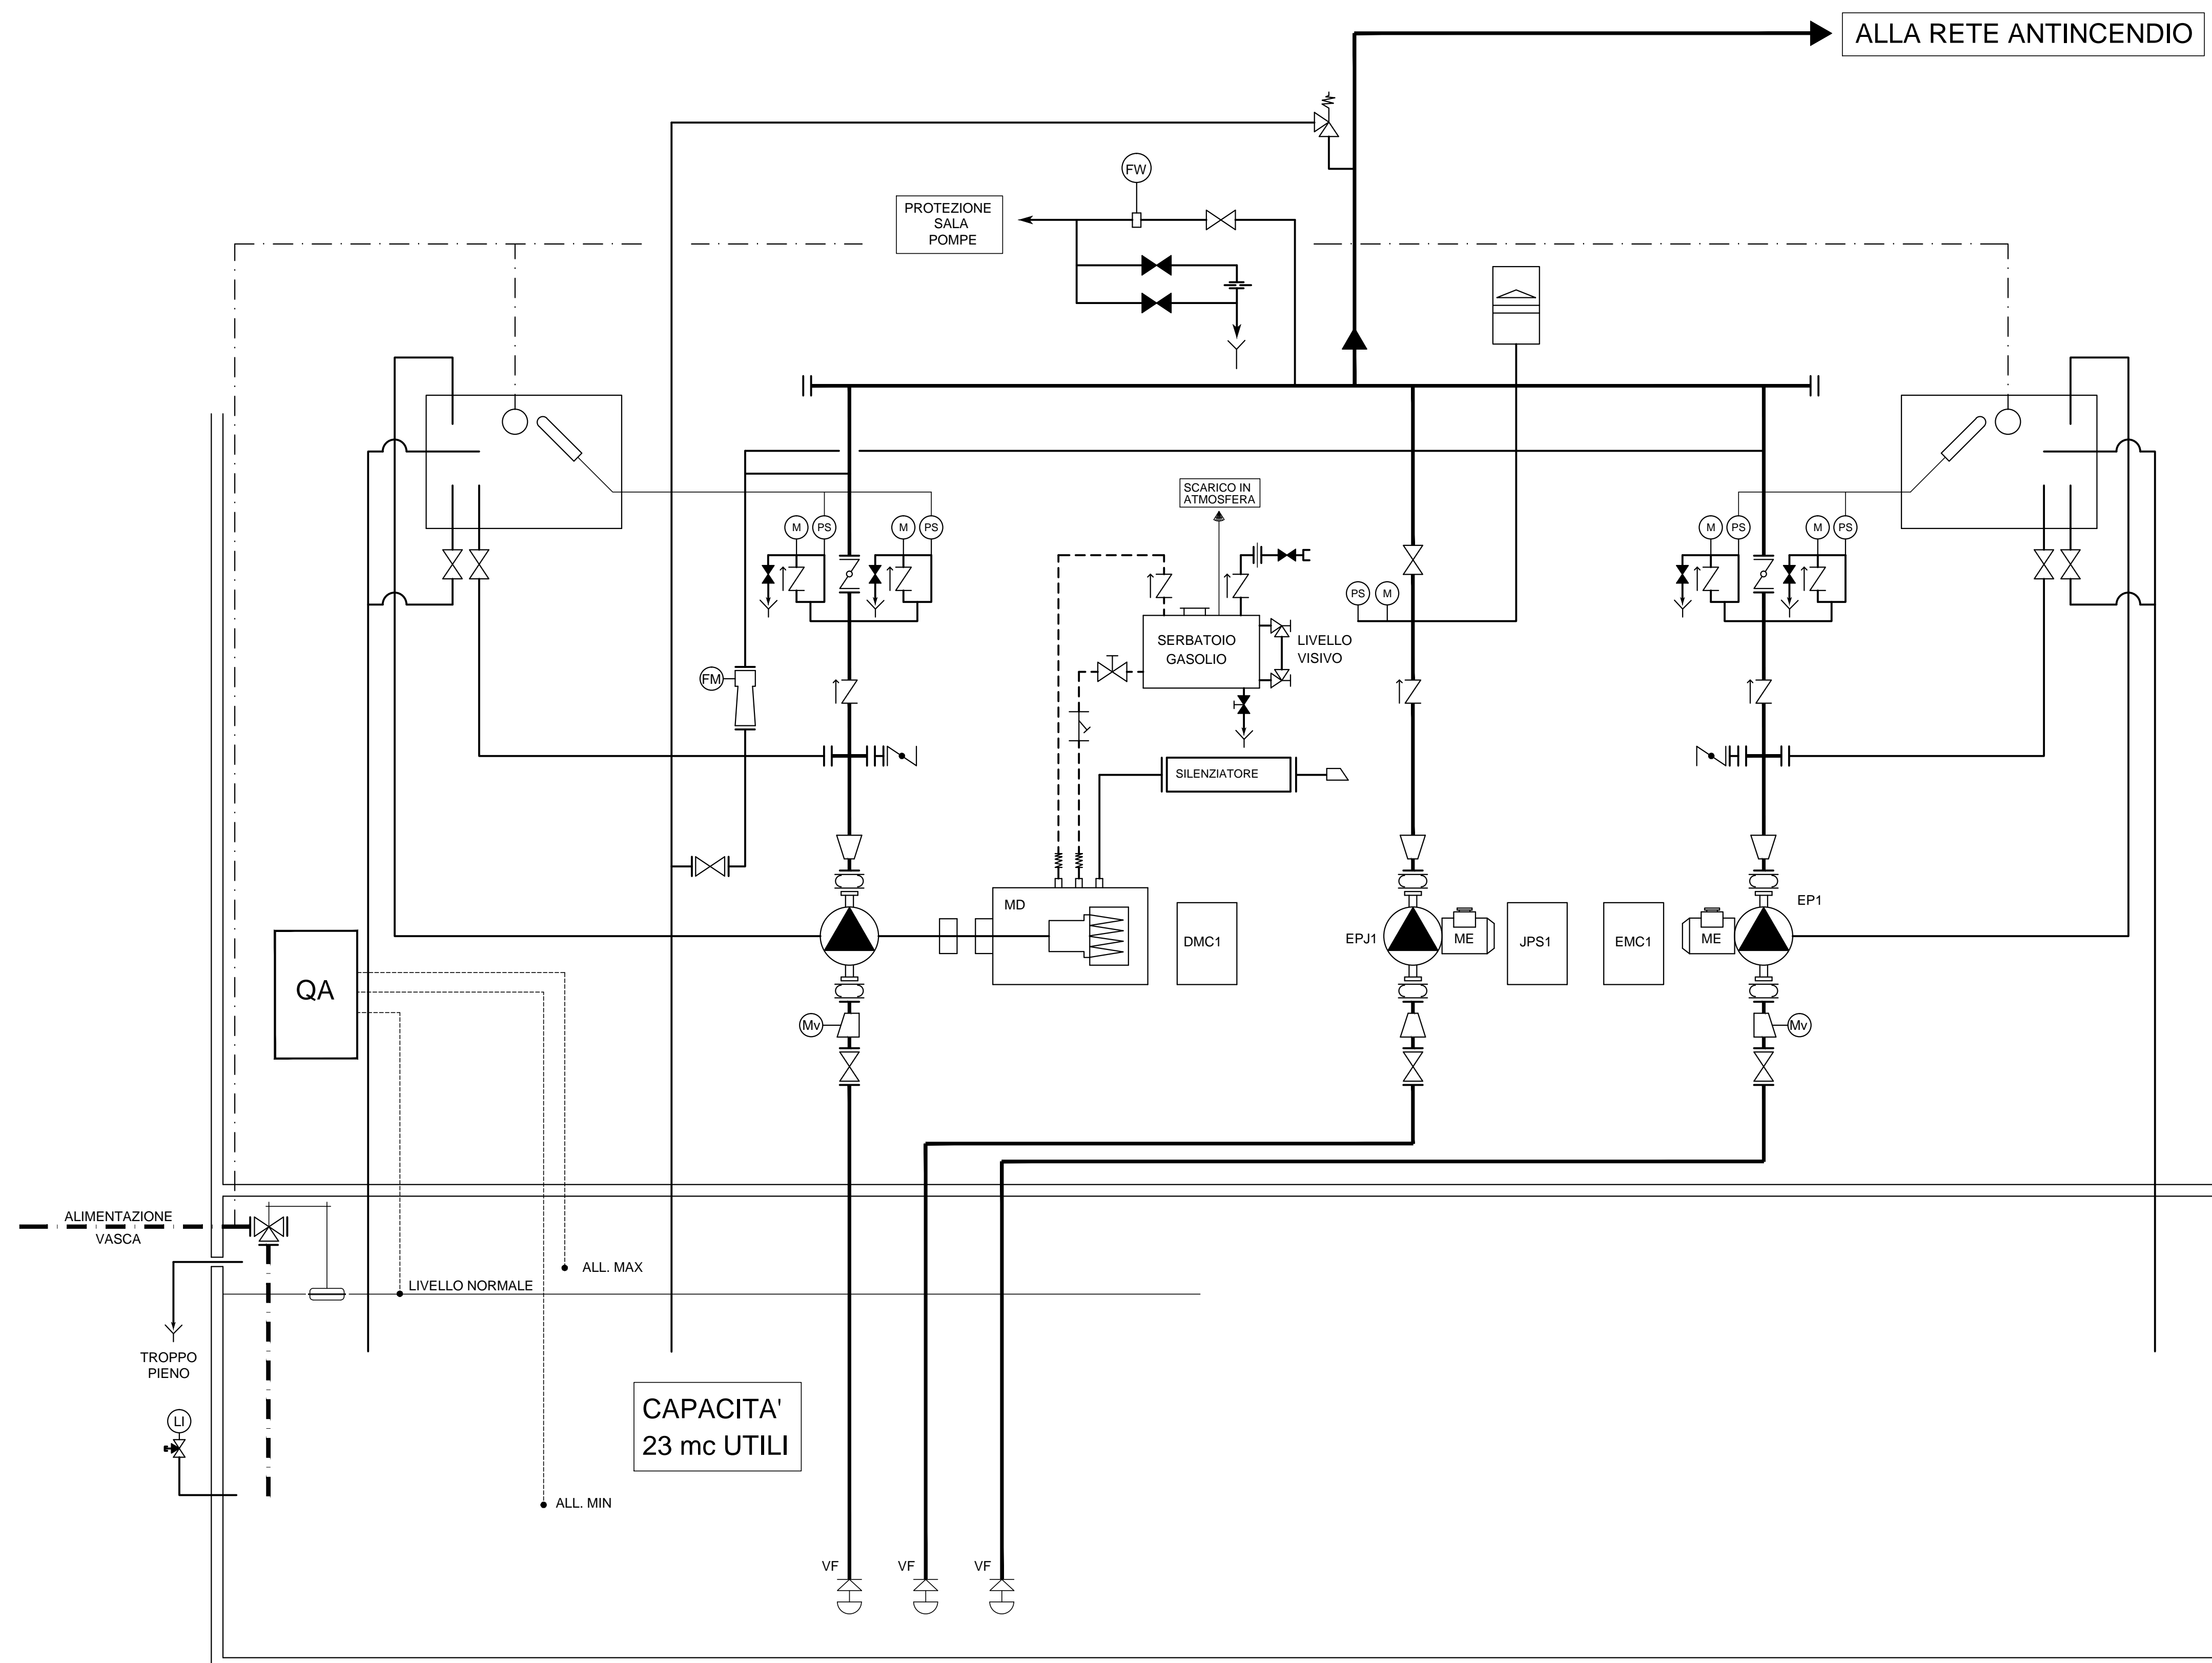 ALLA RETE ANTINCENDIO
FW
PROTEZIONE
SALA
POMPE
SCARICO IN
ATMOSFERA
M
PS
M
PS
M
PS
M
PS
PS
M
SERBATOIO
GASOLIO
LIVELLO
VISIVO
FM
SILENZIATORE
MD
EP1
DMC1
EPJ1
ME
JPS1
EMC1
ME
QA
Mv
Mv
ALIMENTAZIONE
VASCA
ALL. MAX
LIVELLO NORMALE
TROPPO
PIENO
CAPACITA'
23 mc UTILI
LI
ALL. MIN
VF
VF
VF